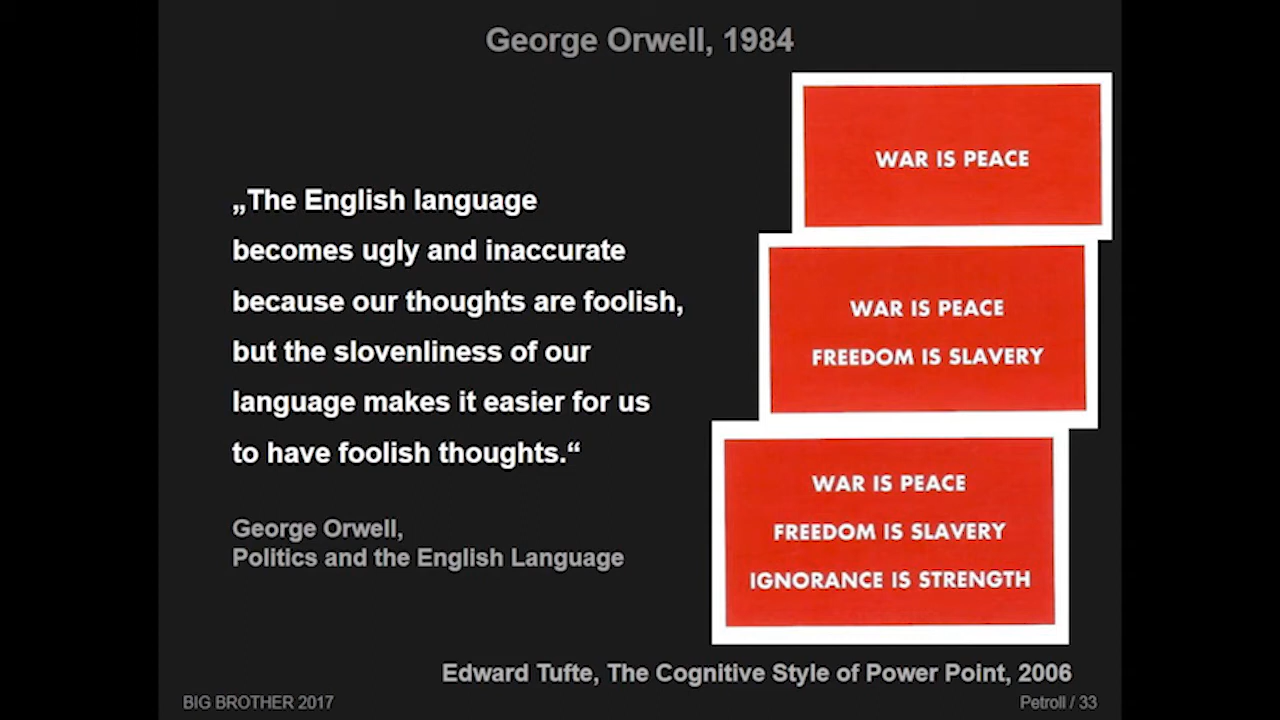 George Orwell, 1984
„The English language
becomes ugly and inaccurate
because our thoughts are foolish,
but the slovenliness of our
language makes it easier for us
to have foolish thoughts.“
George Orwell,
Politics and the English Language
WAR IS PEACE
WAR IS PEACE
FREEDOM IS SLAVERY
WAR IS PEACE
FREEDOM IS SLAVERY
IGNORANCE IS STRENGTH
Edward Tufte, The Cognitive Style of Power Point, 2006
BIG BROTHER 2017
Petroll / 33